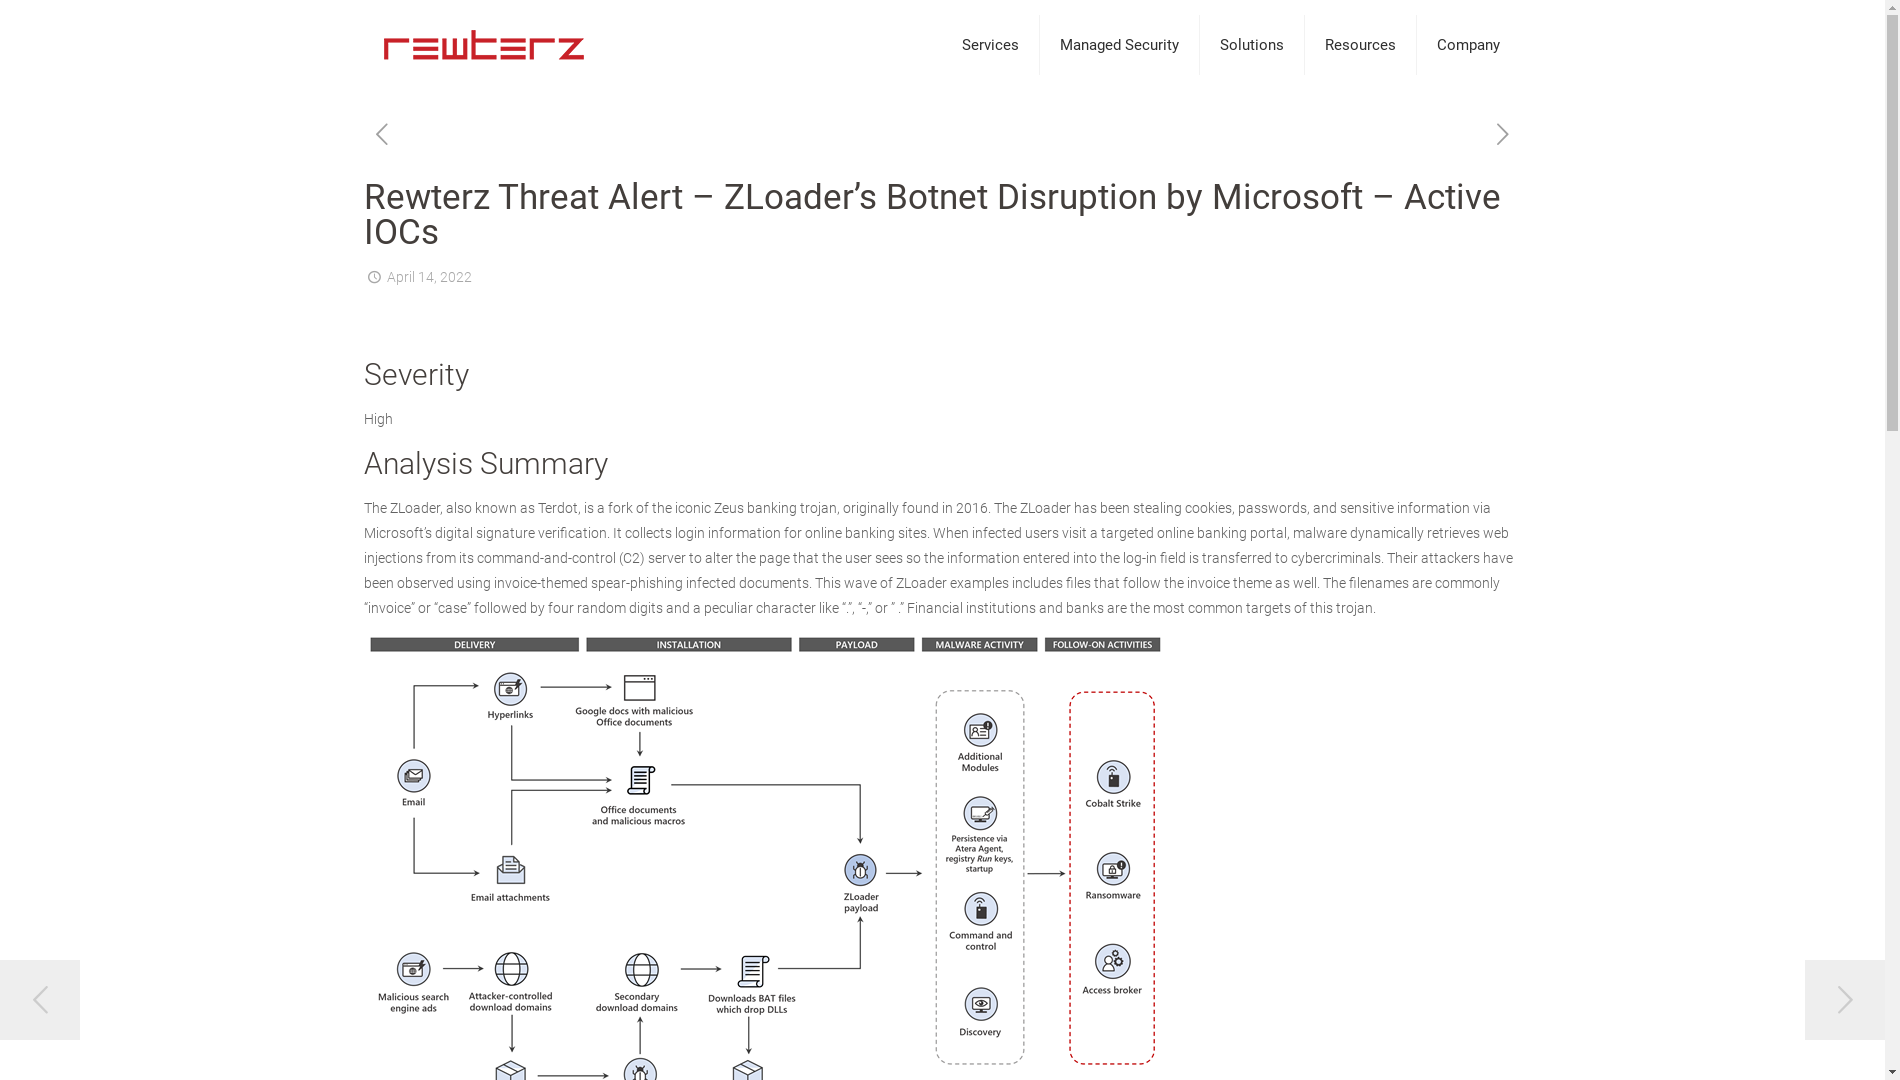 rewterz
Services
Managed Security
Solutions
Resources
Company
Rewterz Threat Alert – ZLoader’s Botnet Disruption by Microsoft – Active
IOCs
April 14, 2022
Severity
High
Analysis Summary
The ZLoader, also known as Terdot, is a fork of the iconic Zeus banking trojan, originally found in 2016. The ZLoader has been stealing cookies, passwords, and sensitive information via
Microsoft’s digital signature verification. It collects login information for online banking sites. When infected users visit a targeted online banking portal, malware dynamically retrieves web
injections from its command-and-control (C2) server to alter the page that the user sees so the information entered into the log-in field is transferred to cybercriminals. Their attackers have
been observed using invoice-themed spear-phishing infected documents. This wave of ZLoader examples includes files that follow the invoice theme as well. The filenames are commonly
“invoice” or “case” followed by four random digits and a peculiar character like “.”, “-,” or ” .” Financial institutions and banks are the most common targets of this trojan.
DELIVERY
INSTALLATION
PAYLOAD
MALWARE ACTIVITY
FOLLOW-ON ACTIVITIES
Hyperlinks
Google docs with malicious
Office documents
Additional
Modules
Email
Office documents
and malicious macros
Cobalt Strike
Persistence via
Atera Agent,
registry Run keys,
startup
Email attachments
ZLoader
payload
Ransomware
Command and
control
Malicious search
engine ads
Attacker-controlled
download domains
Secondary
download domains
Downloads BAT files
which drop DLLs
Access broker
Discovery